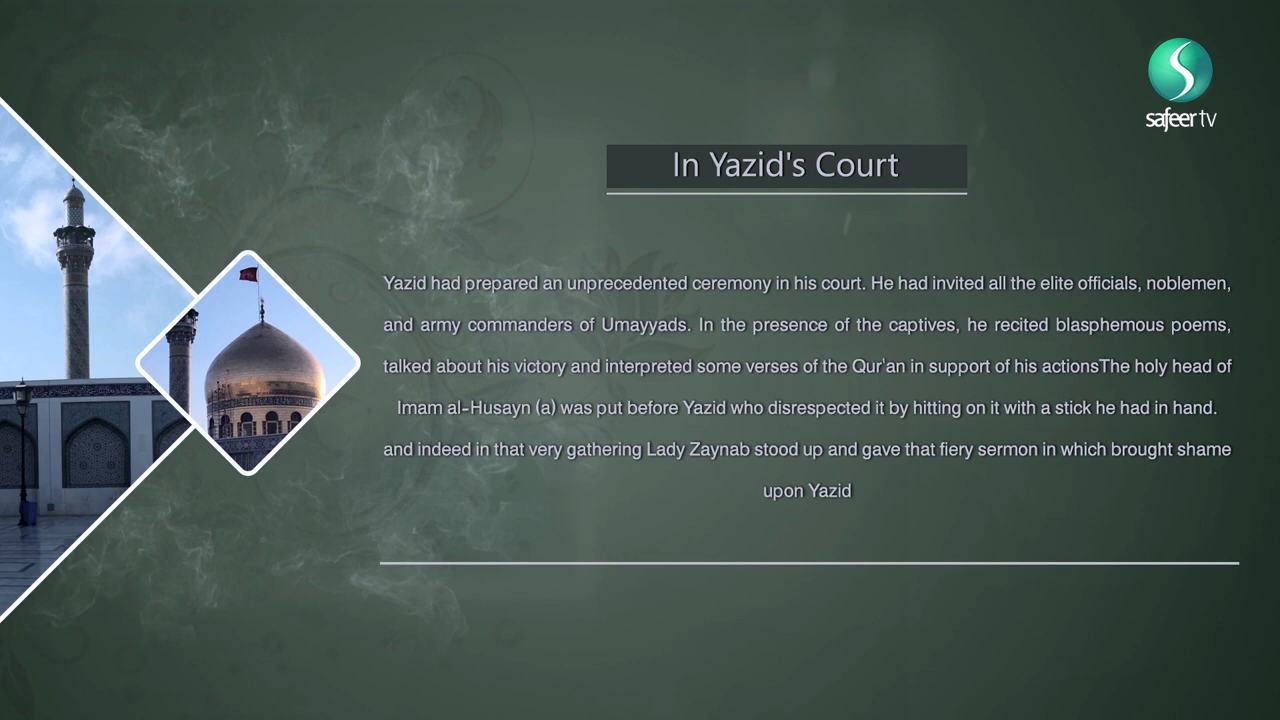 safeer tv
In Yazid's Court
Yazid had prepared an unprecedented ceremony in his court. He had invited all the elite officials, noblemen,
and army commanders of Umayyads. In the presence of the captives, he recited blasphemous poems,
talked about his victory and interpreted some verses of the Qur'an in support of his actionsThe holy head of
Imam al-Husayn (a) was put before Yazid who disrespected it by hitting on it with a stick he had in hand.
and indeed in that very gathering Lady Zaynab stood up and gave that fiery sermon in which brought shame
upon Yazid